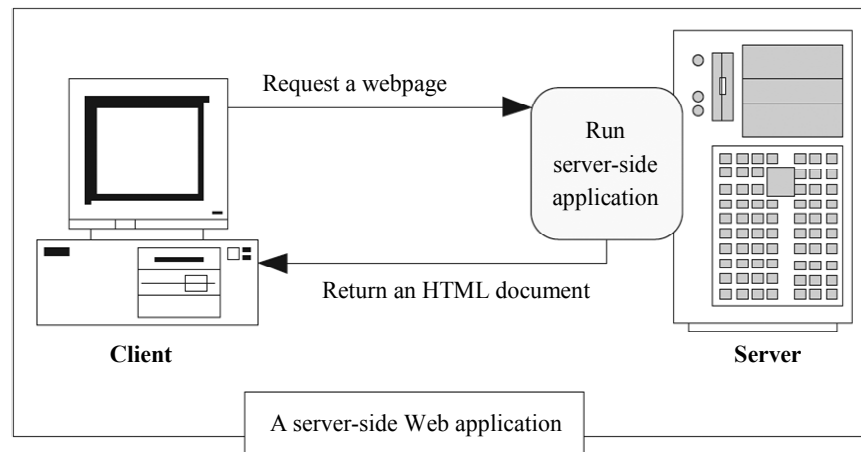 Request a webpage
Run
server-side
application
Return an HTML document
Client
Server
A server-side Web application